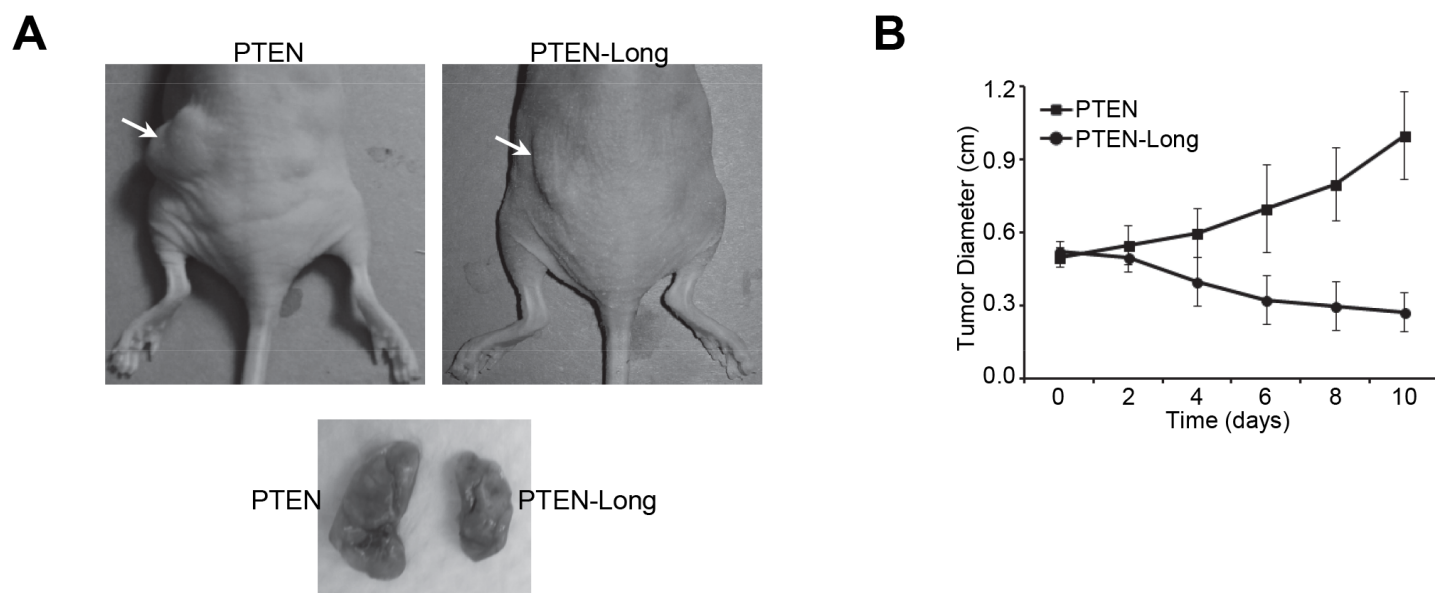 A
PTEN
PTEN-Long
PTEN
PTEN-Long
B
PTEN
PTEN-Long
Tumor Diameter (cm)
1.2
0.9
0.6
0.3
0.0
0 2 4 6 8 10
Time (days)